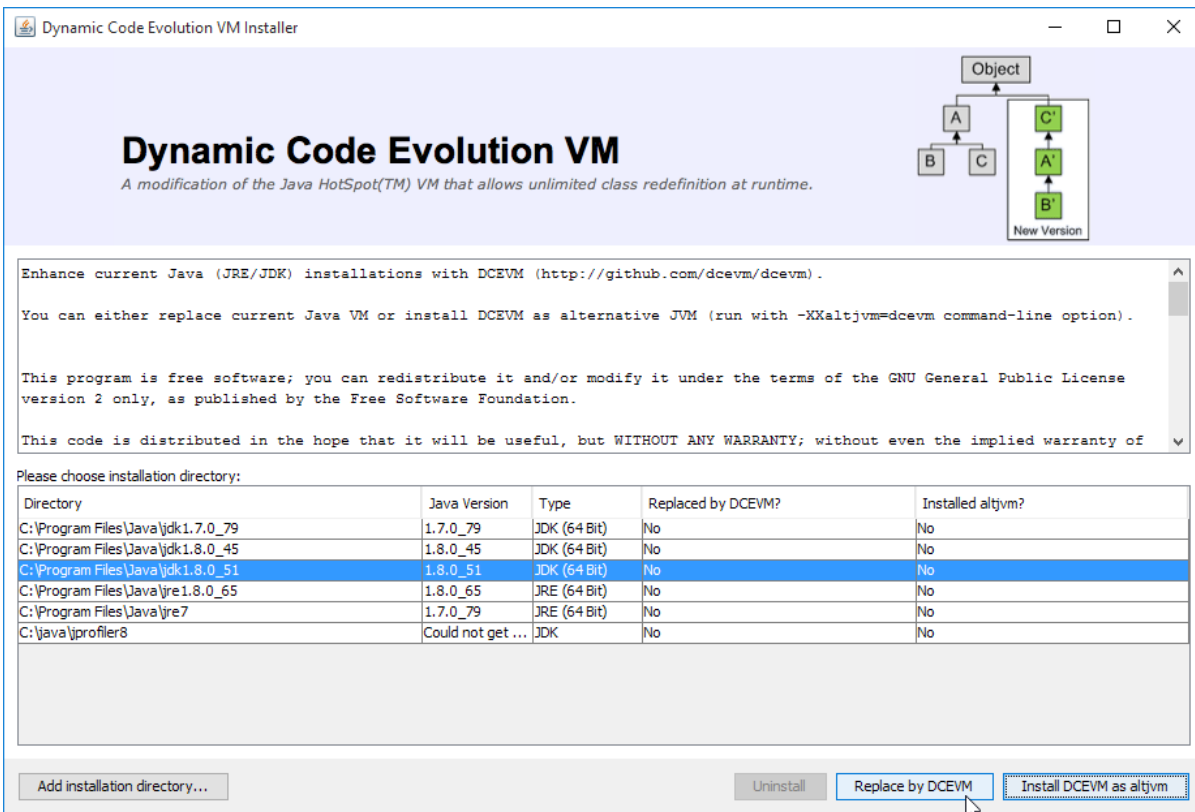 Dynamic Code Evolution VM Installer
Object
A
C'
B
C
A'
B'
New Version
Dynamic Code Evolution VM
A modification of the Java HotSpot(TM) VM that allows unlimited class redefinition at runtime.
Enhance current Java (JRE/JDK) installations with DCEVM (http://github.com/dcevm/dcevm).
You can either replace current Java VM or install DCEVM as alternative JVM (run with -XXaltjvm=dcevm command-line option).
This program is free software; you can redistribute it and/or modify it under the terms of the GNU General Public License
version 2 only, as published by the Free Software Foundation.
This code is distributed in the hope that it will be useful, but WITHOUT ANY WARRANTY; without even the implied warranty of
Please choose installation directory:
Directory Java Version Type Replaced by DCEVM? Installed altjvm?
C:\Program Files\Java\jdk1.7.0_79 1.7.0_79 JDK (64 Bit) No No
C:\Program Files\Java\jdk1.8.0_45 1.8.0_45 JDK (64 Bit) No No
C:\Program Files\Java\jdk1.8.0_51 1.8.0_51 JDK (64 Bit) No No
C:\Program Files\Java\jre1.8.0_65 1.8.0_65 JRE (64 Bit) No No
C:\Program Files\Java\jre7 1.7.0_79 JRE (64 Bit) No No
C:\java\jprofiler8 Could not get ... JDK No No
Add installation directory... Uninstall Replace by DCEVM Install DCEVM as altjvm